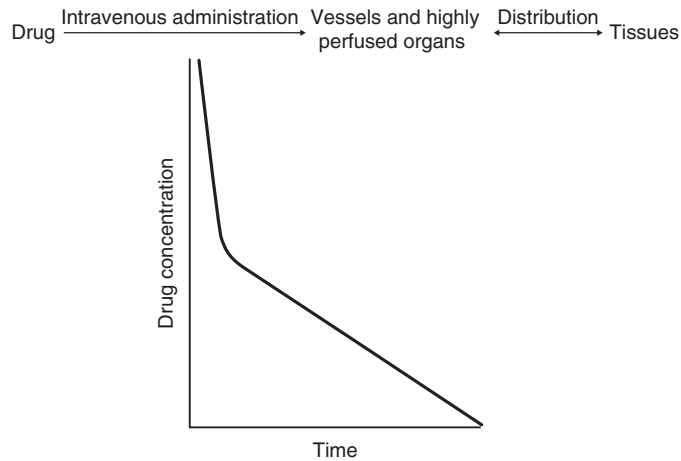 Drug
Intravenous administration
Vessels and highly
perfused organs
Distribution
Tissues
Drug concentration
Time